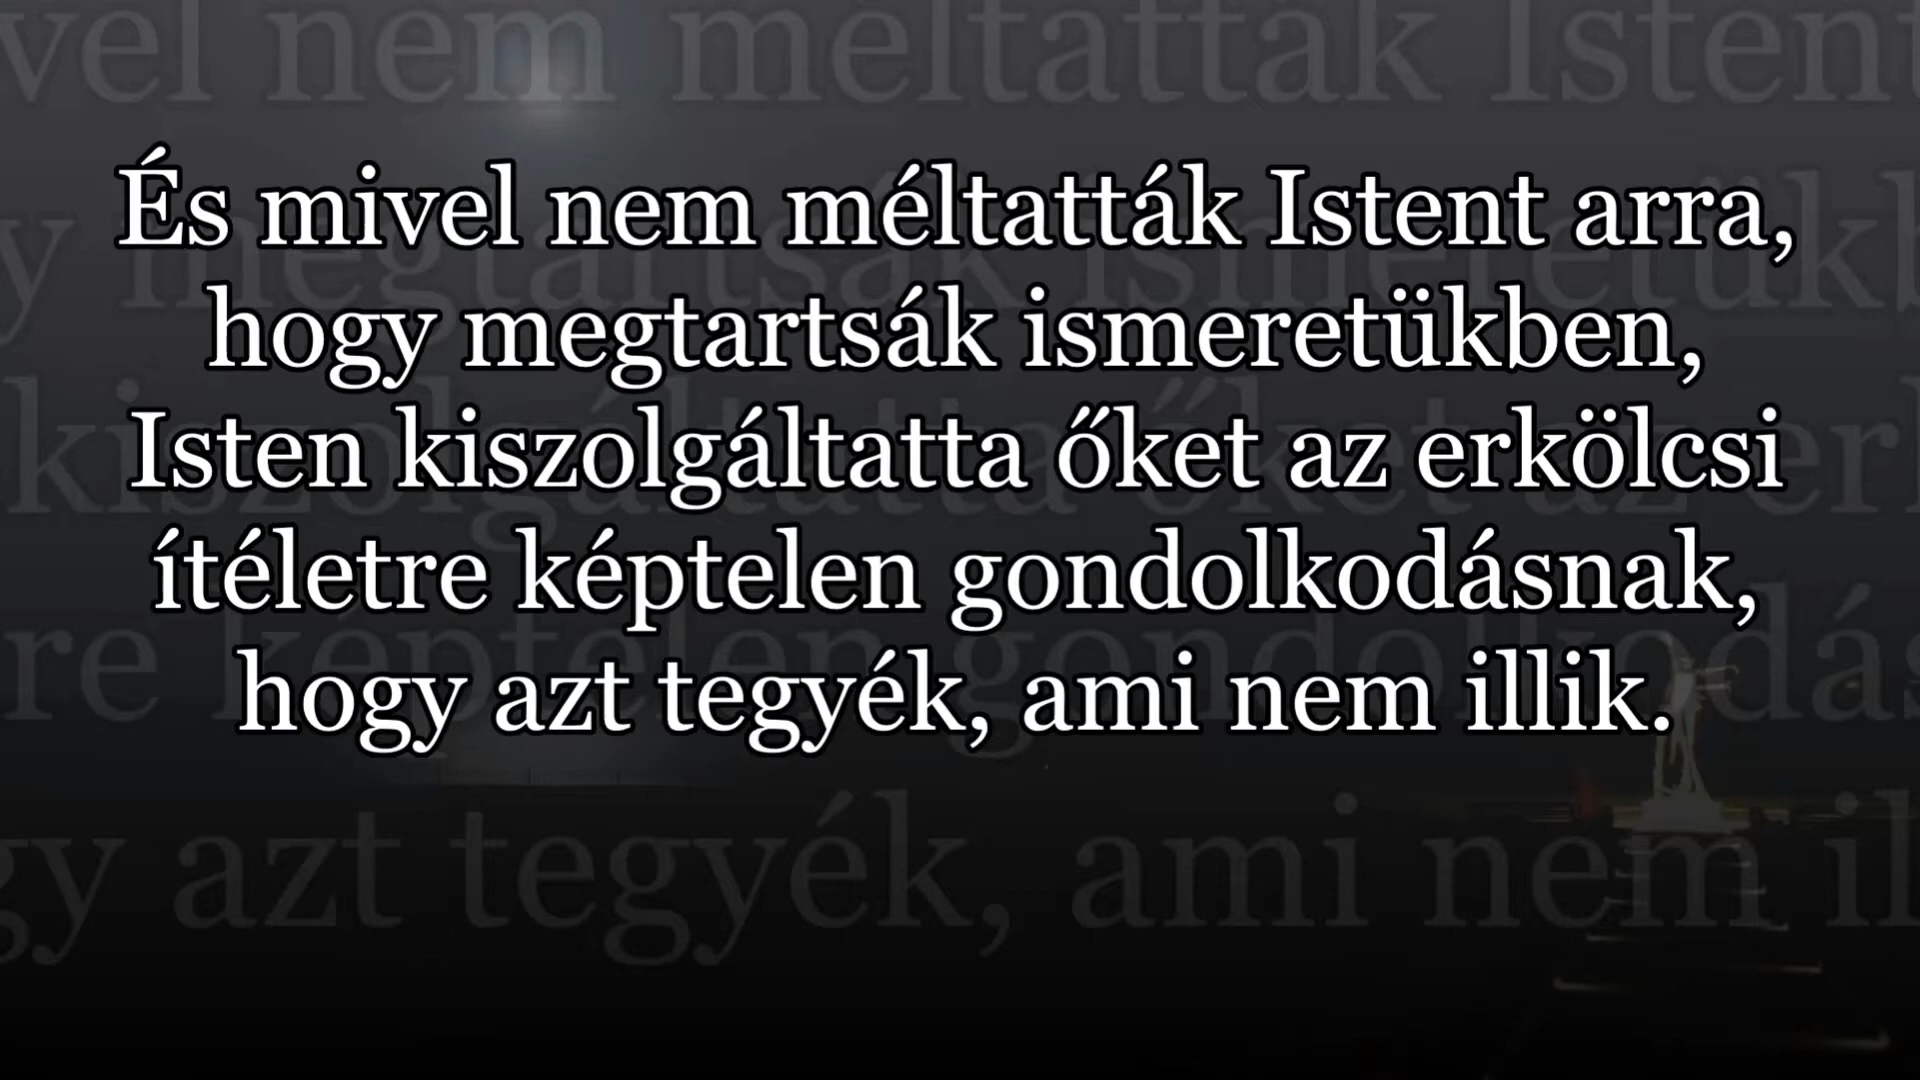 És mivel nem méltatták Istent arra,
hogy megtartsák ismeretükben,
Isten kiszolgáltatta őket az erkölcsi
ítéletre képtelen gondolkodásnak,
hogy azt tegyék, ami nem illik.